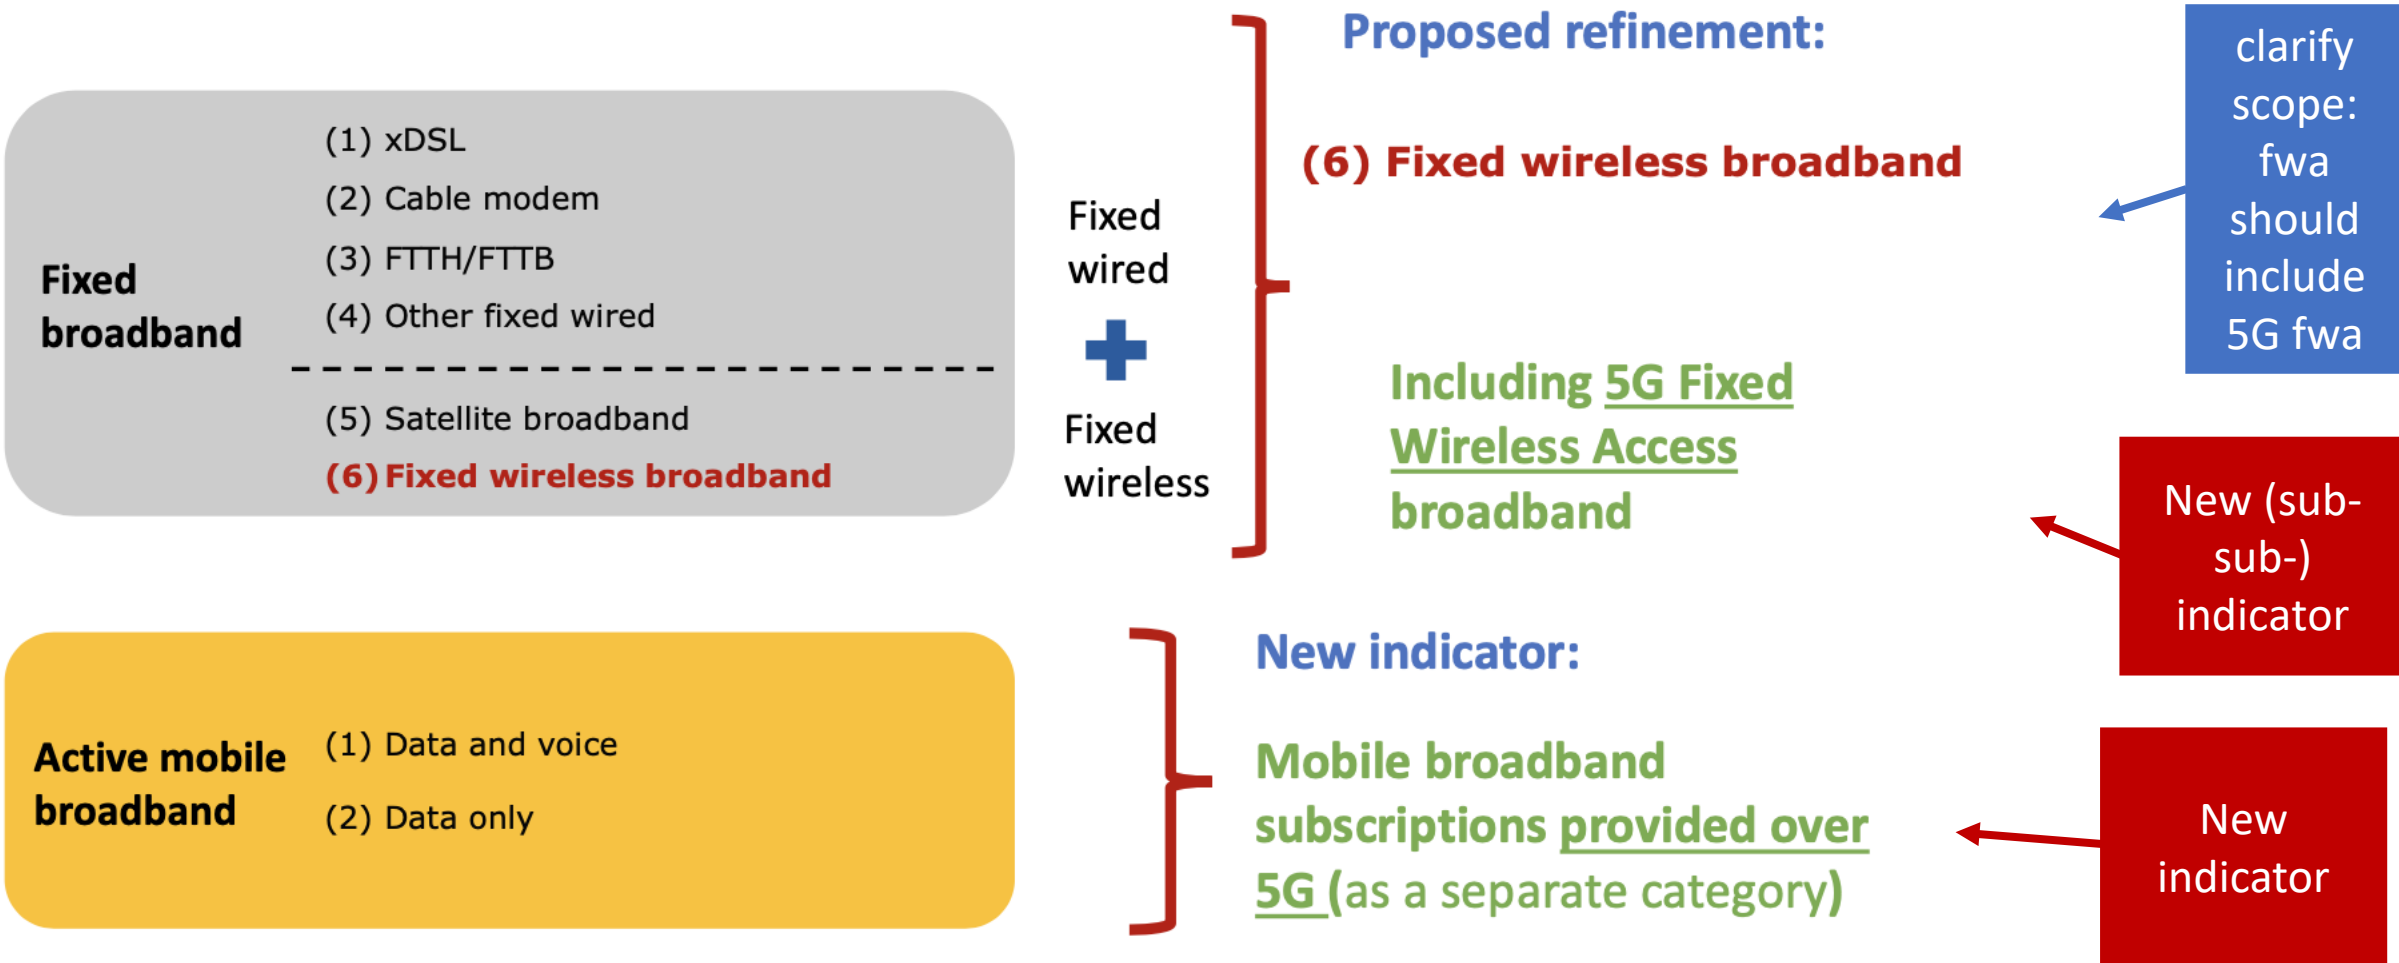 Fixed
broadband
(1) xDSL
(2) Cable modem
(3) FTTH/FTTB
(4) Other fixed wired
(5) Satellite broadband
(6) Fixed wireless broadband
Fixed
wired
Fixed
wireless
Proposed refinement:
(6) Fixed wireless broadband
Including 5G Fixed
Wireless Access
broadband
clarify
scope:
fwa
should
include
5G fwa
New (sub-
sub-)
indicator
Active mobile
broadband
(1) Data and voice
(2) Data only
New indicator:
Mobile broadband
subscriptions provided over
5G (as a separate category)
New
indicator